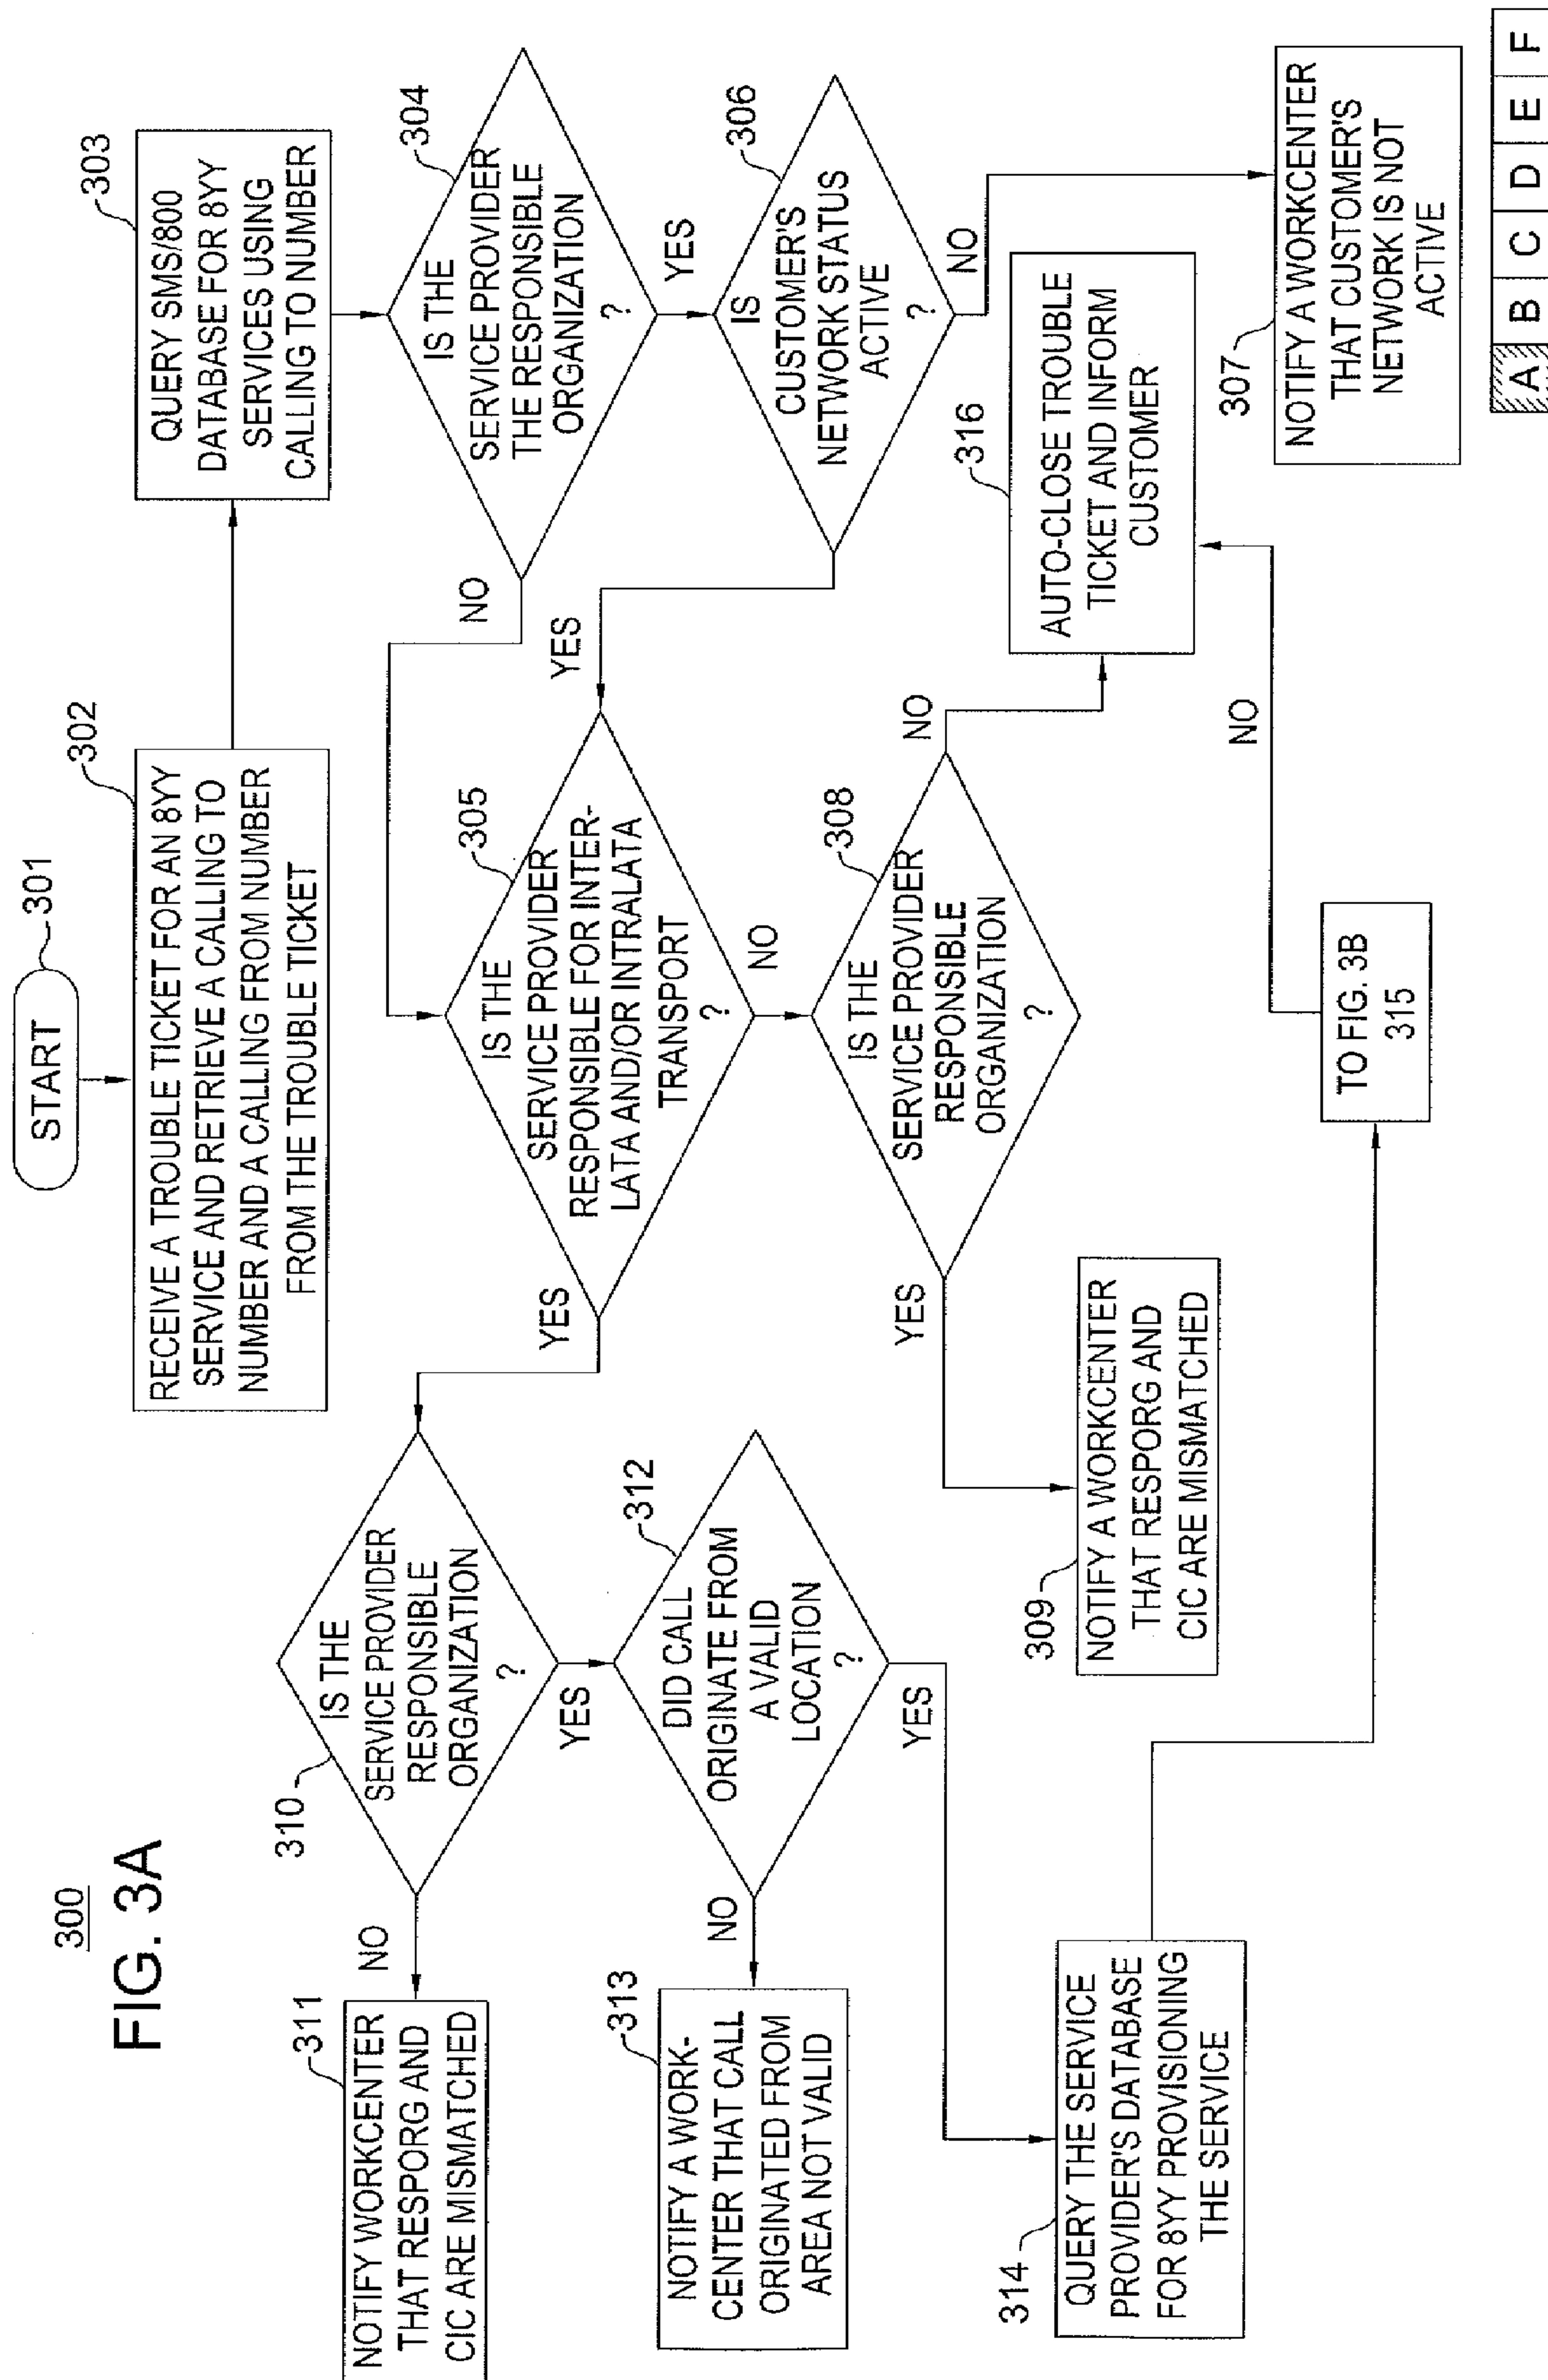 300
FIG. 3A
START
301
302
RECEIVE A TROUBLE TICKET FOR AN 8YY
SERVICE AND RETRIEVE A CALLING TO
NUMBER AND A CALLING FROM NUMBER
FROM THE TROUBLE TICKET
303
QUERY SMS/800
DATABASE FOR 8YY
SERVICES USING
CALLING TO NUMBER
304
IS THE
SERVICE PROVIDER
THE RESPONSIBLE
ORGANIZATION
?
NO
YES
306
IS
CUSTOMER'S
NETWORK STATUS
ACTIVE
?
YES
NO
307
NOTIFY A WORKCENTER
THAT CUSTOMER'S
NETWORK IS NOT
ACTIVE
305
IS THE
SERVICE PROVIDER
RESPONSIBLE FOR INTER-
LATA AND/OR INTRALATA
TRANSPORT
?
YES
NO
308
IS THE
SERVICE PROVIDER
RESPONSIBLE
ORGANIZATION
?
YES
NO
309
NOTIFY A WORKCENTER
THAT RESPORG AND
CIC ARE MISMATCHED
316
AUTO-CLOSE TROUBLE
TICKET AND INFORM
CUSTOMER
310
IS THE
SERVICE PROVIDER
RESPONSIBLE
ORGANIZATION
?
NO
YES
311
NOTIFY WORKCENTER
THAT RESPORG AND
CIC ARE MISMATCHED
312
DID CALL
ORIGINATE FROM
A VALID
LOCATION
?
NO
YES
313
NOTIFY A WORK-
CENTER THAT CALL
ORIGINATED FROM
AREA NOT VALID
314
QUERY THE SERVICE
PROVIDER'S DATABASE
FOR 8YY PROVISIONING
THE SERVICE
TO FIG. 3B
315
NO
A B C D E F